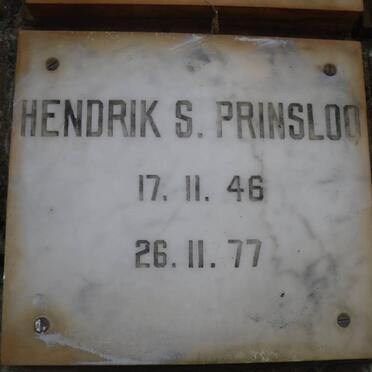 HENDRIK S. PRINSLOO
17. 11. 46
26. 11. 77